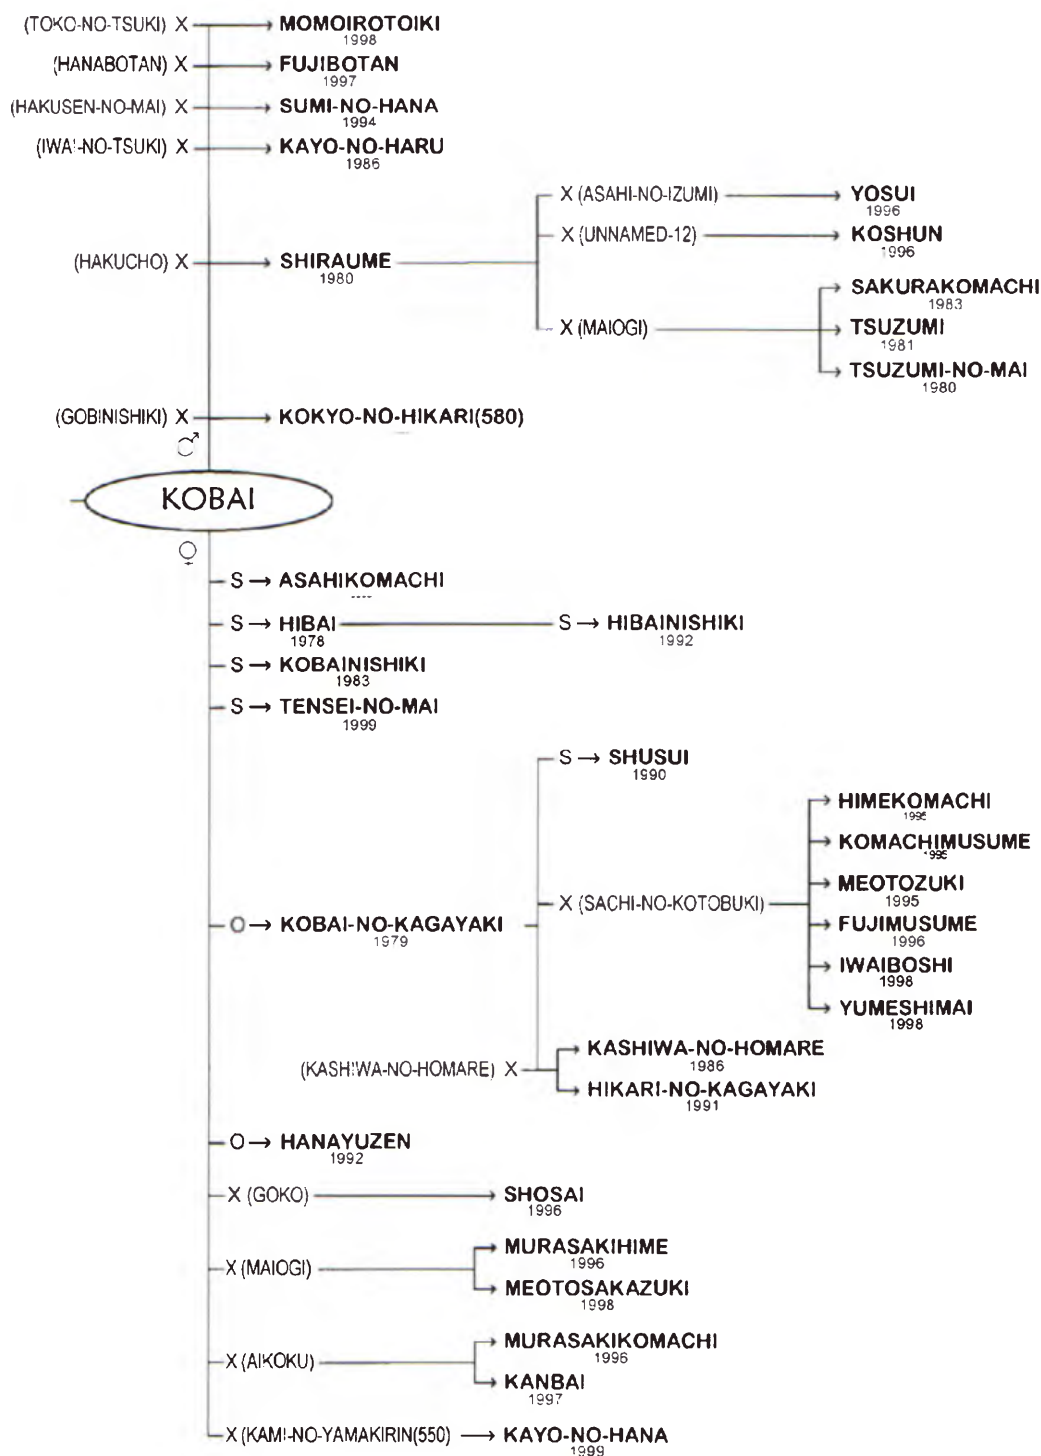 (TOKO-NO-TSUKI) X → MOMOIROTOIKI
1998
(HANABOTAN) X → FUJIBOTAN
1997
(HAKUSEN-NO-MAI) X → SUMI-NO-HANA
1994
(IWAI-NO-TSUKI) X → KAYO-NO-HARU
1986
X (ASAHI-NO-IZUMI) → YOSUI
1996
X (UNNAMED-12) → KOSHUN
1996
(HAKUCHO) X → SHIRAUME
1980
SAKURAKOMACHI
1983
X (MAIOGI) → TSUZUMI
1981
TSUZUMI-NO-MAI
1980
(GOBINISHIKI) X → KOKYO-NO-HIKARI(580)
♂
KOBAI
♀
S → ASAHIKOMACHI
----
S → HIBAI S → HIBAINISHIKI
1978 1992
S → KOBAINISHIKI
1983
S → TENSEI-NO-MAI
1999
S → SHUSUI
1990
HIMEKOMACHI
1995
KOMACHIMUSUME
1995
MEOTOZUKI
1995
X (SACHI-NO-KOTOBUKI)
O → KOBAI-NO-KAGAYAKI FUJIMUSUME
1979 1996
IWAIBOSHI
1998
YUMESHIMAI
1998
KASHIWA-NO-HOMARE
1986
(KASHIWA-NO-HOMARE) X
HIKARI-NO-KAGAYAKI
1991
O → HANAYUZEN
1992
X (GOKO) → SHOSAI
1996
MURASAKIHIME
1996
X (MAIOGI)
MEOTOSAKAZUKI
1998
MURASAKIKOMACHI
1996
X (AIKOKU)
KANBAI
1997
X (KAMI-NO-YAMAKIRIN(550) → KAYO-NO-HANA
1999